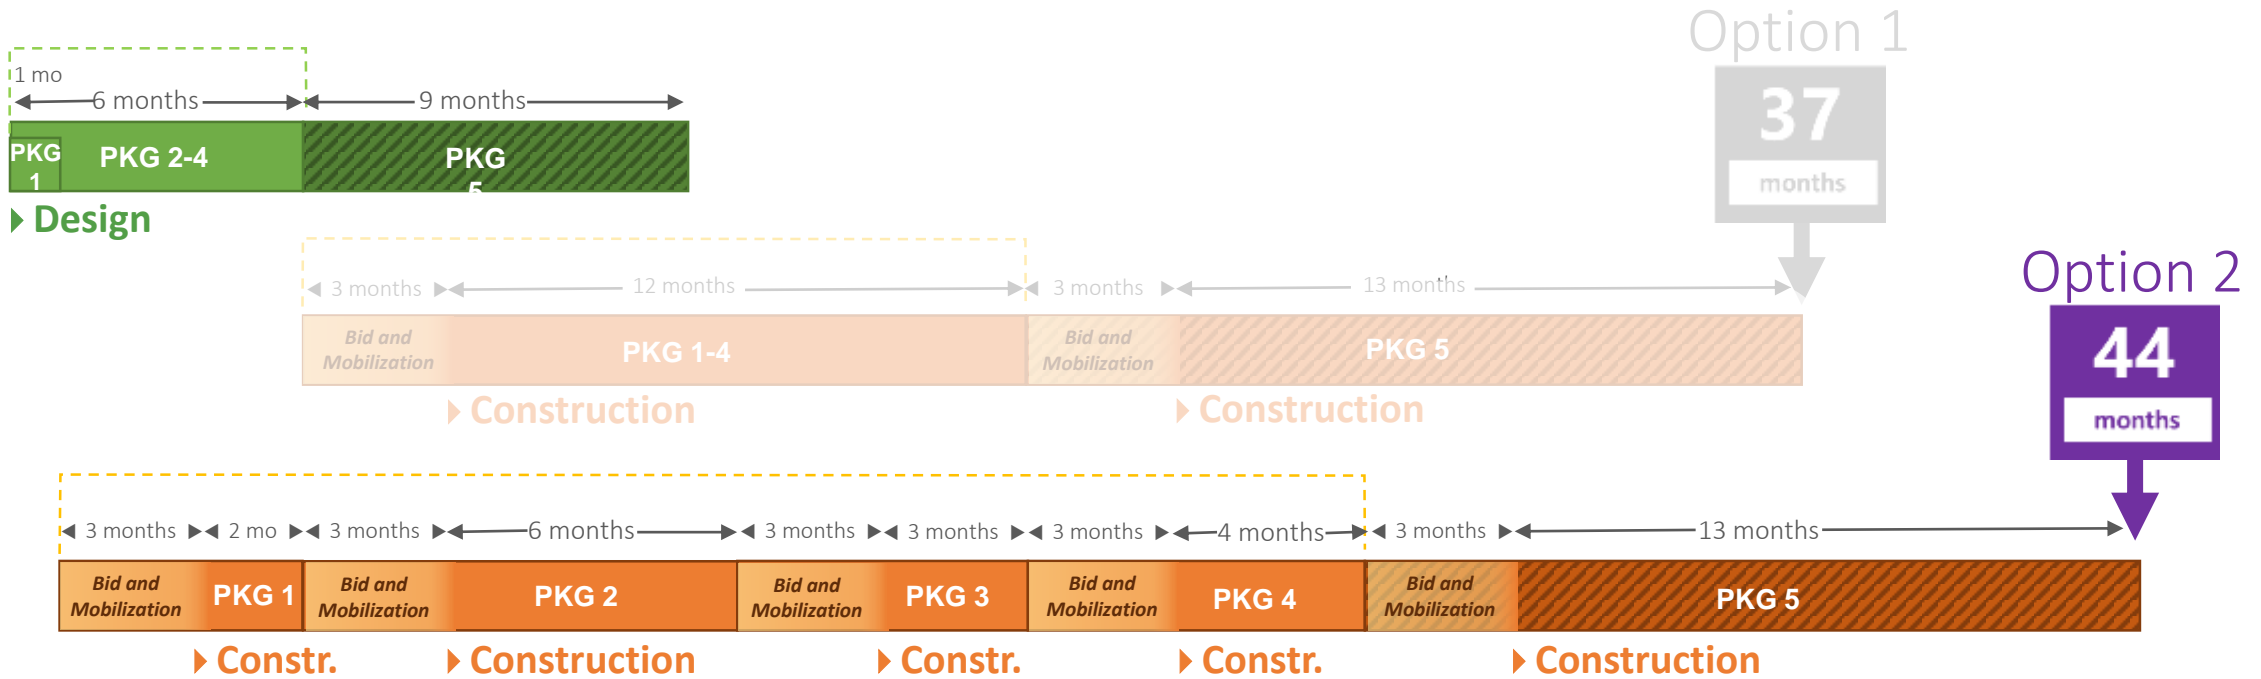 Option 1
37
months
1 mo
6 months
9 months
PKG
1
PKG 2-4
PKG
5
Design
3 months
12 months
3 months
13 months
Bid and
Mobilization
PKG 1-4
Bid and
Mobilization
PKG 5
Construction
Construction
Option 2
44
months
3 months
2 mo
3 months
6 months
3 months
3 months
3 months
4 months
3 months
13 months
Bid and
Mobilization
PKG 1
Bid and
Mobilization
PKG 2
Bid and
Mobilization
PKG 3
Bid and
Mobilization
PKG 4
Bid and
Mobilization
PKG 5
Constr.
Construction
Constr.
Constr.
Construction